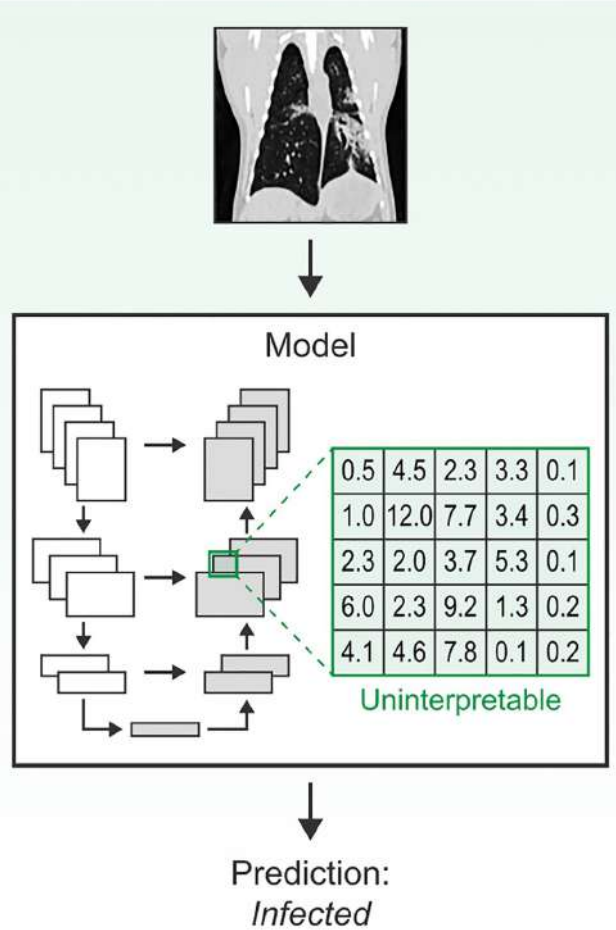 Model
0.5 4.5 2.3 3.3 0.1
1.0 12.0 7.7 3.4 0.3
2.3 2.0 3.7 5.3 0.1
6.0 2.3 9.2 1.3 0.2
4.1 4.6 7.8 0.1 0.2
Uninterpretable
Prediction:
Infected